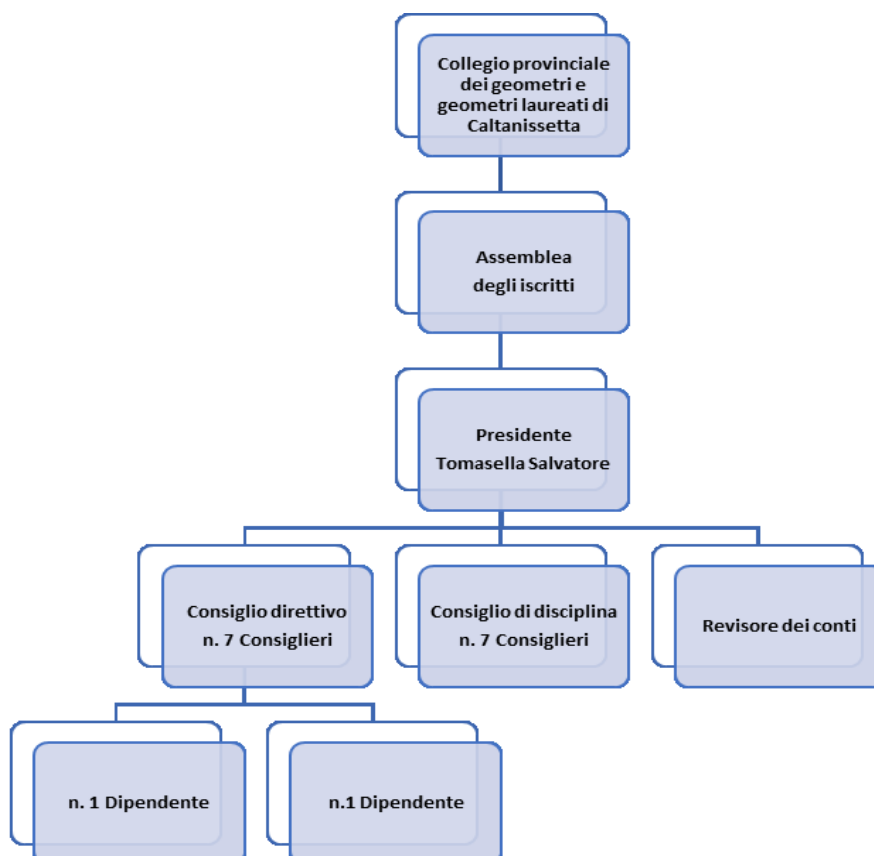 Collegio provinciale
dei geometri e
geometri laureati di
Caltanissetta
Assemblea
degli iscritti
Presidente
Tomasella Salvatore
Consiglio direttivo
n. 7 Consiglieri
Consiglio di disciplina
n. 7 Consiglieri
Revisore dei conti
n. 1 Dipendente
n.1 Dipendente